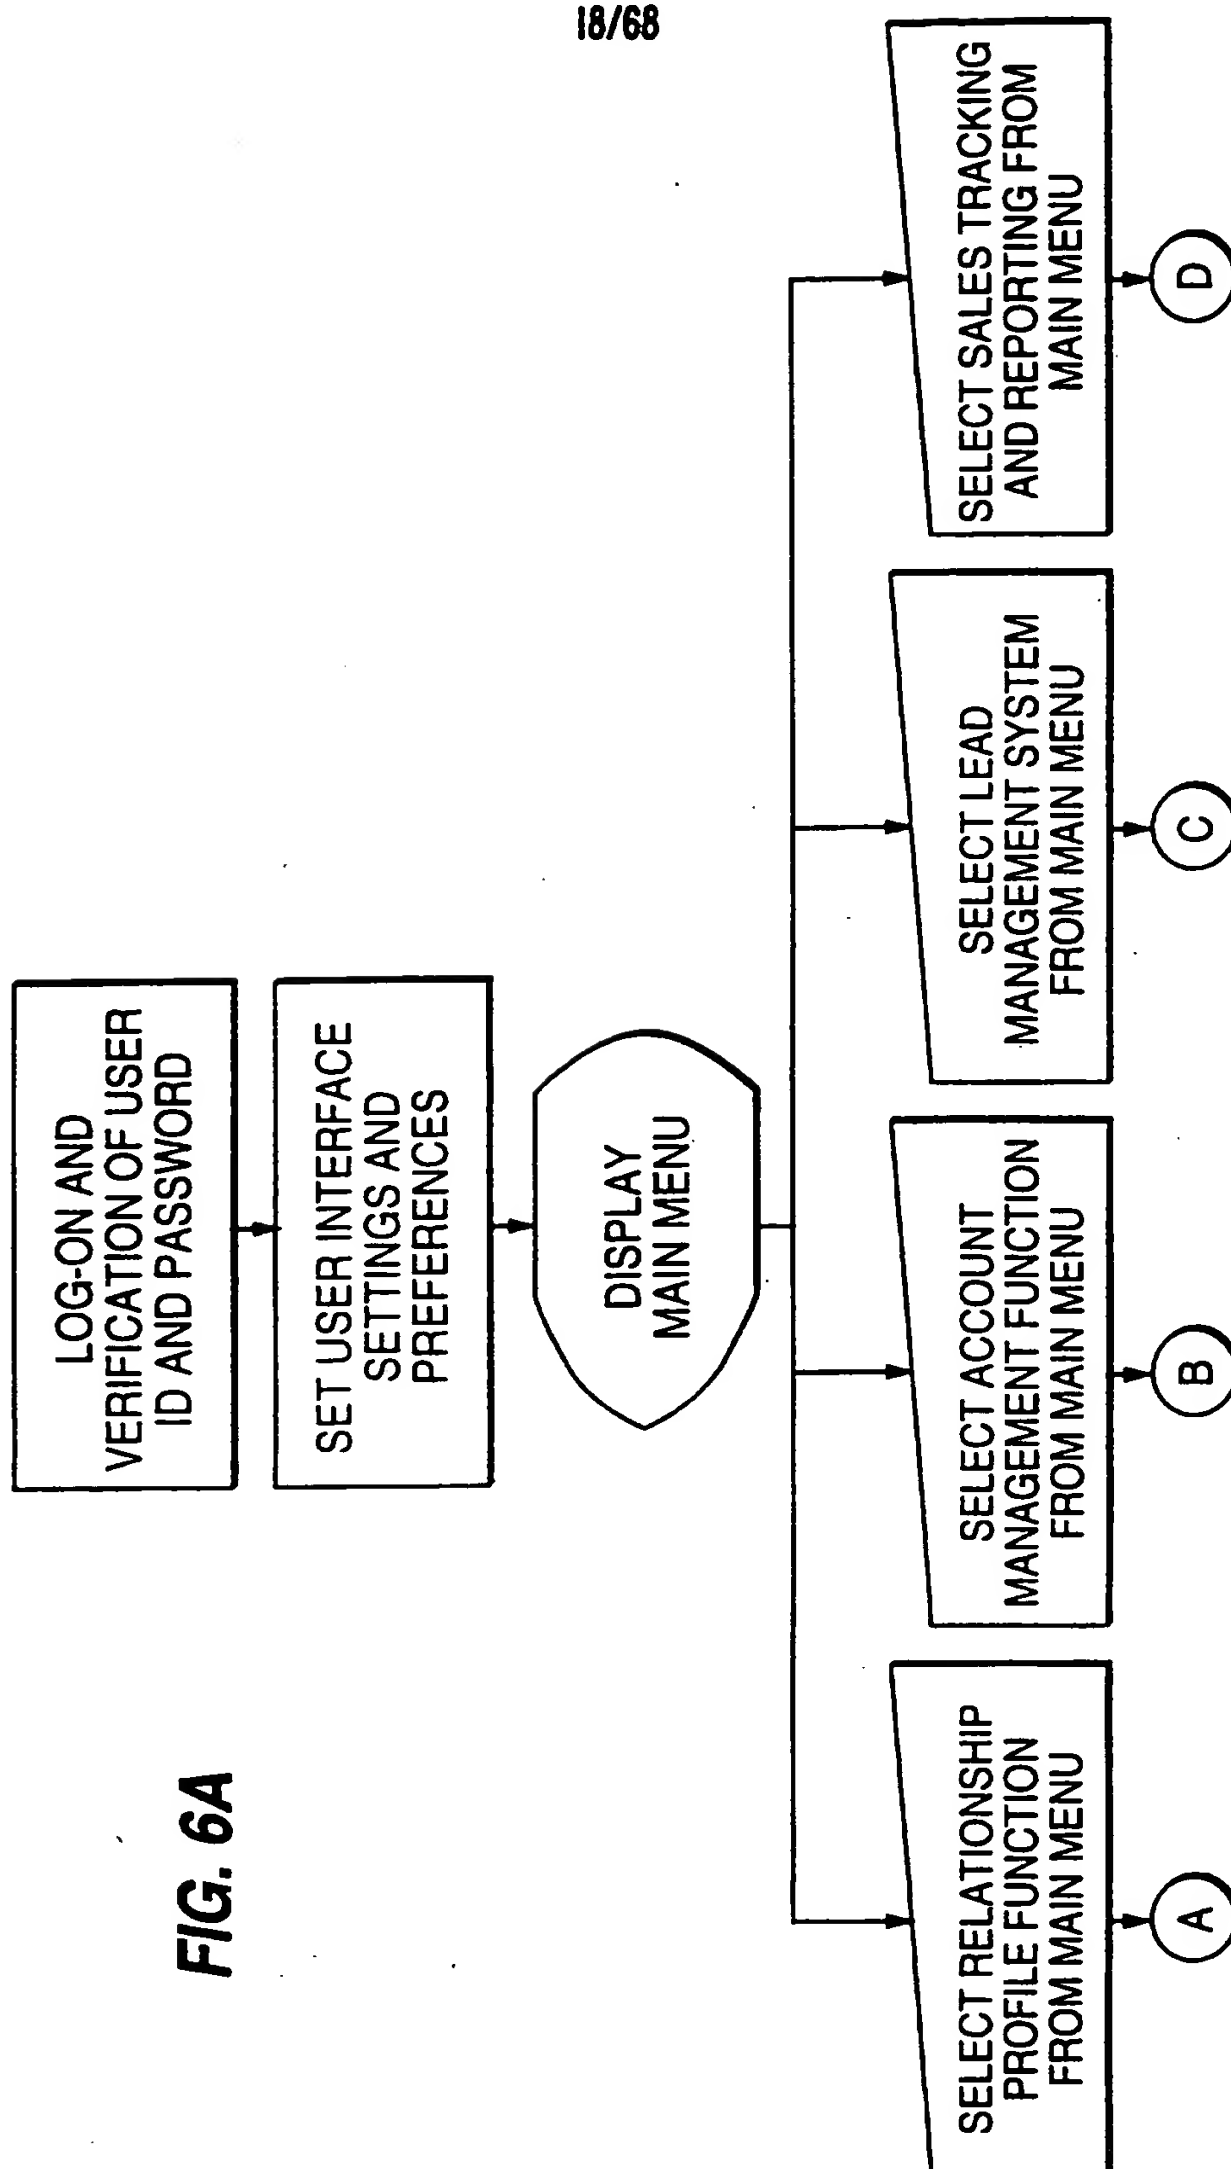 18/68
FIG. 6A
LOG-ON AND
VERIFICATION OF USER
ID AND PASSWORD
SET USER INTERFACE
SETTINGS AND
PREFERENCES
DISPLAY
MAIN MENU
SELECT RELATIONSHIP
PROFILE FUNCTION
FROM MAIN MENU
A
SELECT ACCOUNT
MANAGEMENT FUNCTION
FROM MAIN MENU
B
SELECT LEAD
MANAGEMENT SYSTEM
FROM MAIN MENU
C
SELECT SALES TRACKING
AND REPORTING FROM
MAIN MENU
D